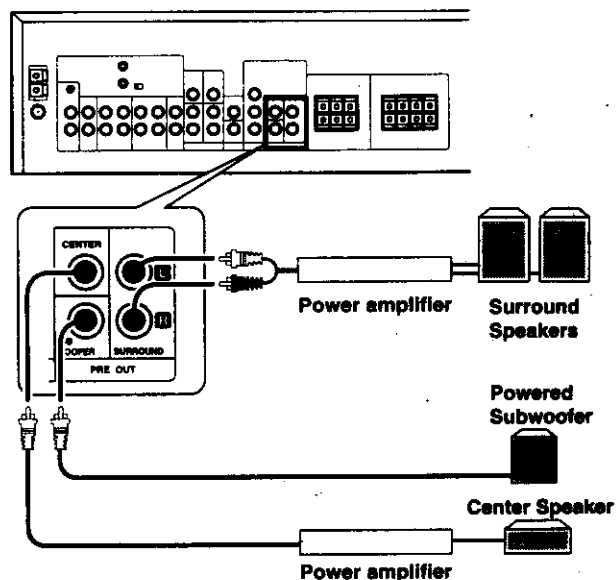 CENTER
L
R
OOFER
SURROUND
PRE OUT
Power amplifier
Surround
Speakers
Powered
Subwoofer
Center Speaker
Power amplifier